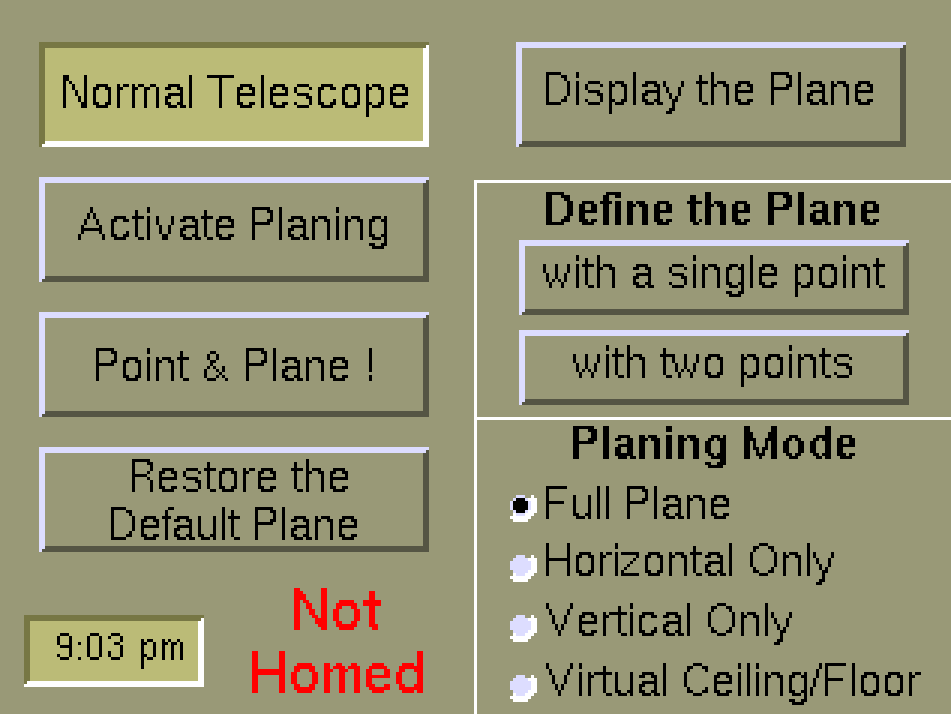 Normal Telescope
Activate Planing
Point & Plane !
Restore the
Default Plane
9:03 pm
Not
Homed
Display the Plane
Define the Plane
with a single point
with two points
Planing Mode
Full Plane
Horizontal Only
Vertical Only
Virtual Ceiling/Floor